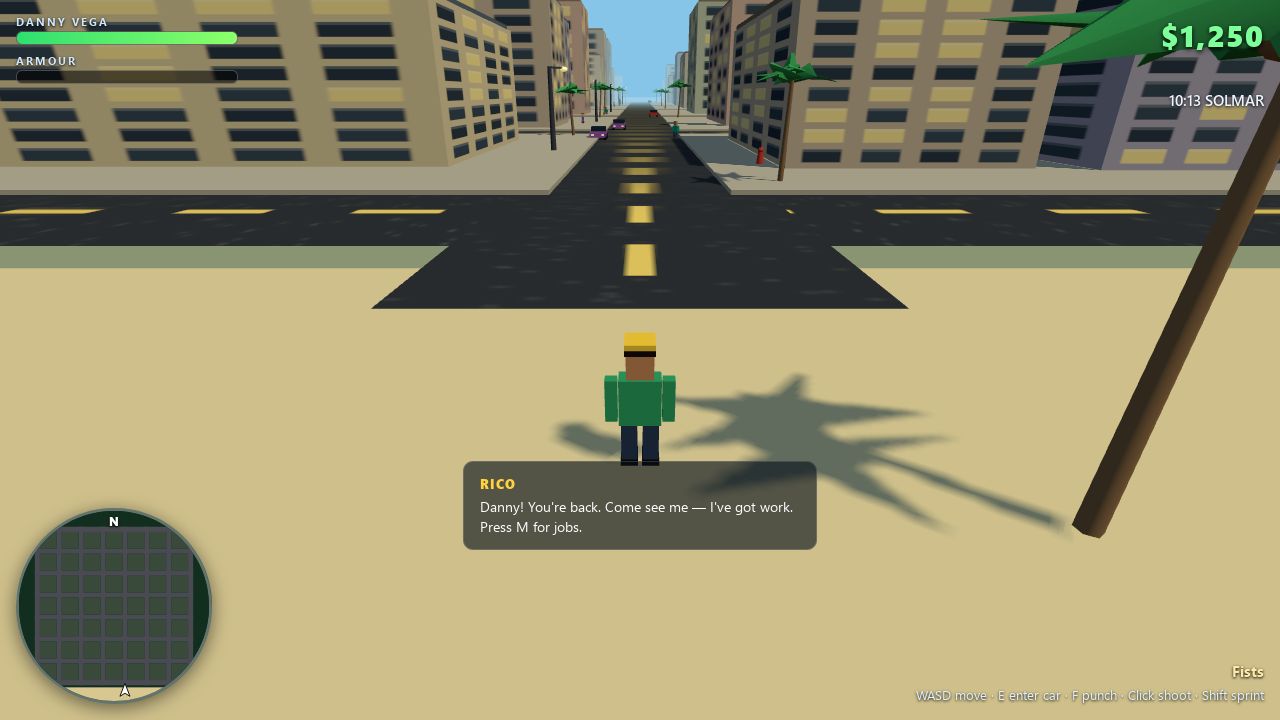 DANNY VEGA
ARMOUR
$1,250
10:13 SOLMAR
RICO
Danny! You're back. Come see me — I've got work.
Press M for jobs.
N
Fists
WASD move · E enter car · F punch · Click shoot · Shift sprint